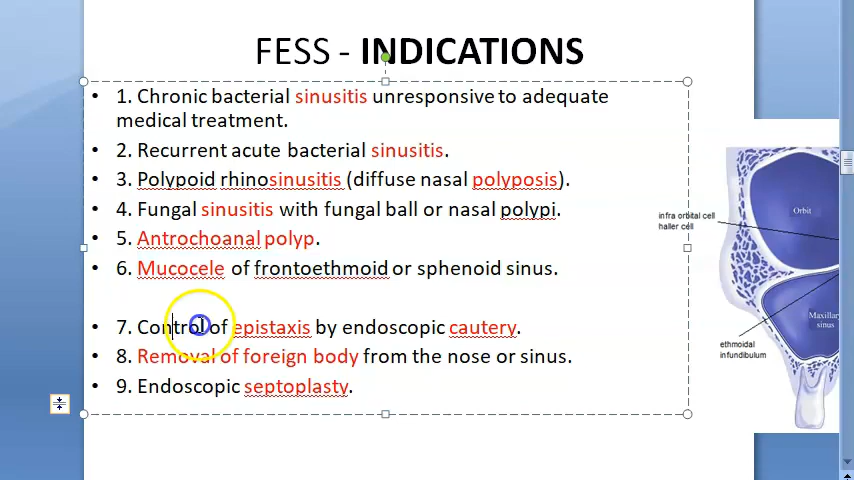 FESS - INDICATIONS
• 1. Chronic bacterial sinusitis unresponsive to adequate
medical treatment.
• 2. Recurrent acute bacterial sinusitis.
• 3. Polypoid rhinosinusitis (diffuse nasal polyposis).
• 4. Fungal sinusitis with fungal ball or nasal polypi.
• 5. Antrochoanal polyp.
• 6. Mucocele of frontoethmoid or sphenoid sinus.
• 7. Control of epistaxis by endoscopic cautery.
• 8. Removal of foreign body from the nose or sinus.
• 9. Endoscopic septoplasty.
infra orbital cell
haller cell
Orbit
Maxillary
sinus
ethmoidal
infundibulum